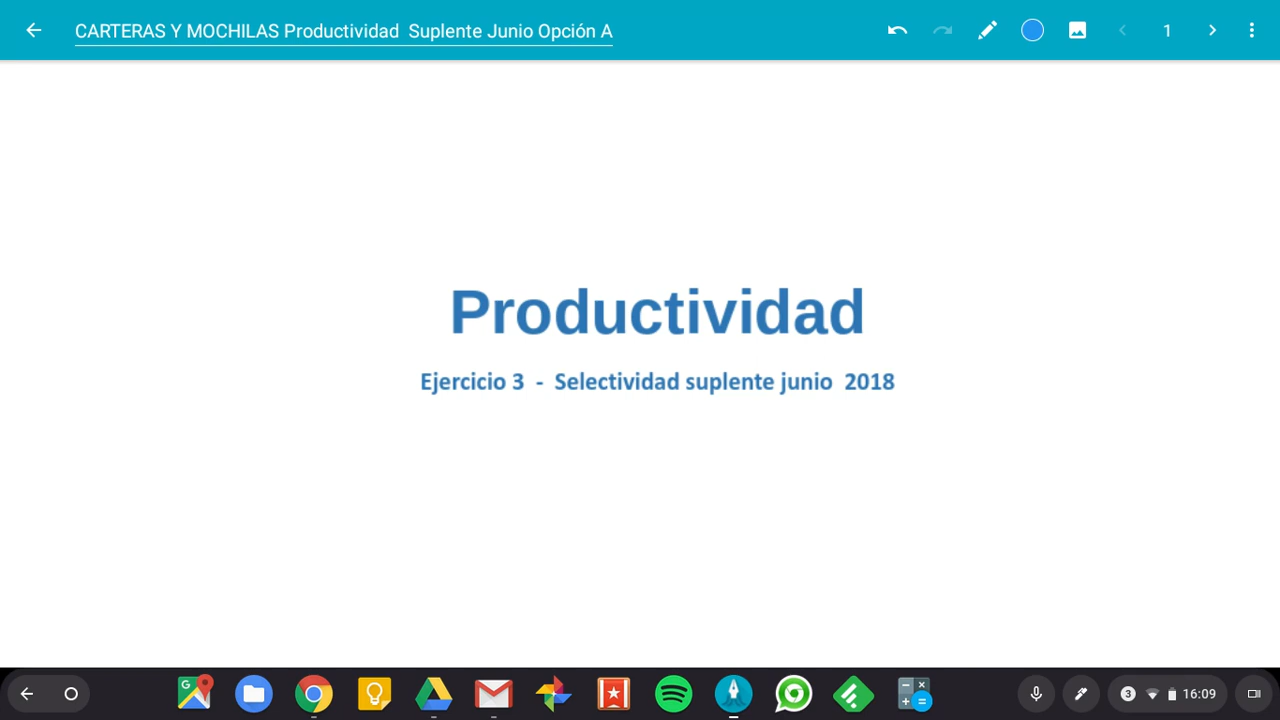 CARTERAS Y MOCHILAS Productividad  Suplente Junio Opción A
1
Productividad
Ejercicio 3  -  Selectividad suplente junio  2018
G
3
16:09